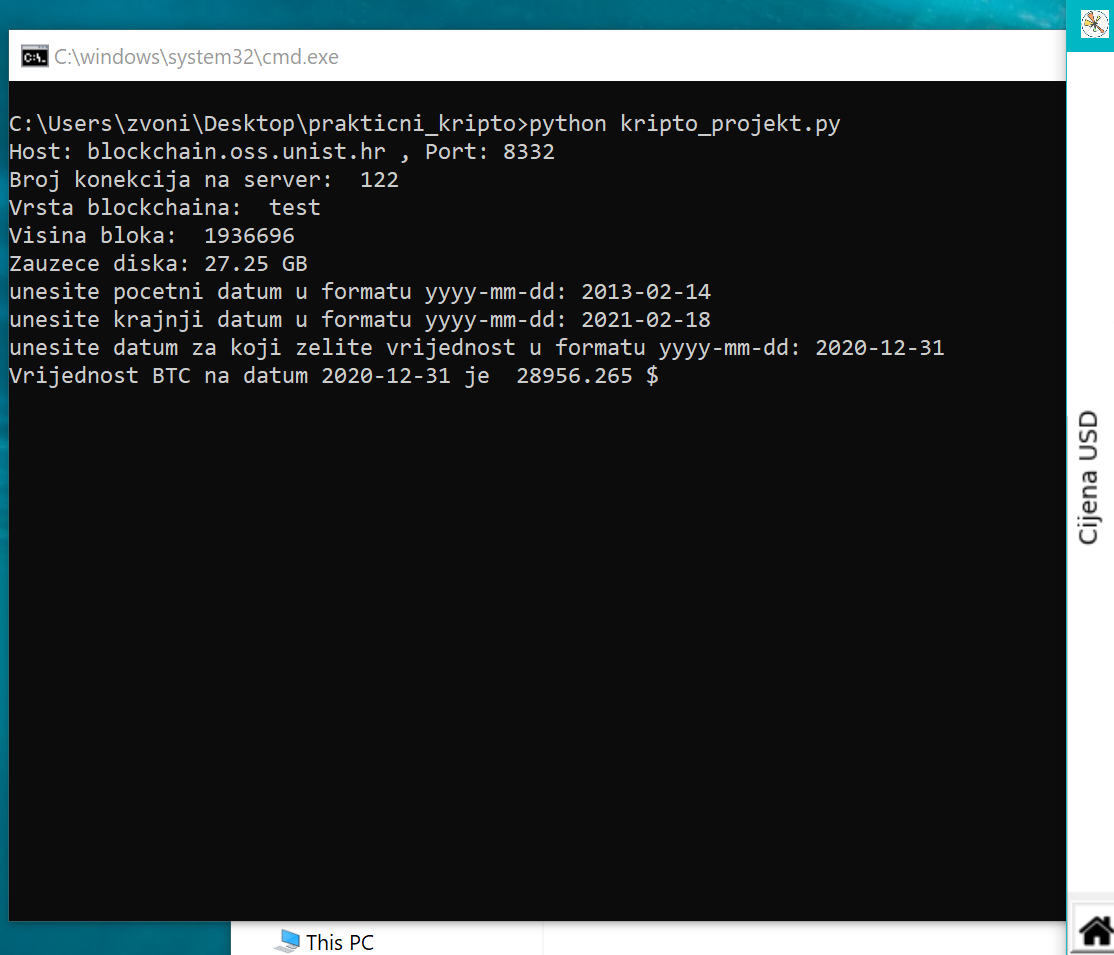 C:\windows\system32\cmd.exe
C:\Users\zvoni\Desktop\prakticni_kripto>python kripto_projekt.py
Host: blockchain.oss.unist.hr , Port: 8332
Broj konekcija na server:  122
Vrsta blockchaina:  test
Visina bloka:  1936696
Zauzece diska: 27.25 GB
unesite pocetni datum u formatu yyyy-mm-dd: 2013-02-14
unesite krajnji datum u formatu yyyy-mm-dd: 2021-02-18
unesite datum za koji zelite vrijednost u formatu yyyy-mm-dd: 2020-12-31
Vrijednost BTC na datum 2020-12-31 je  28956.265 $
Cijena USD
This PC